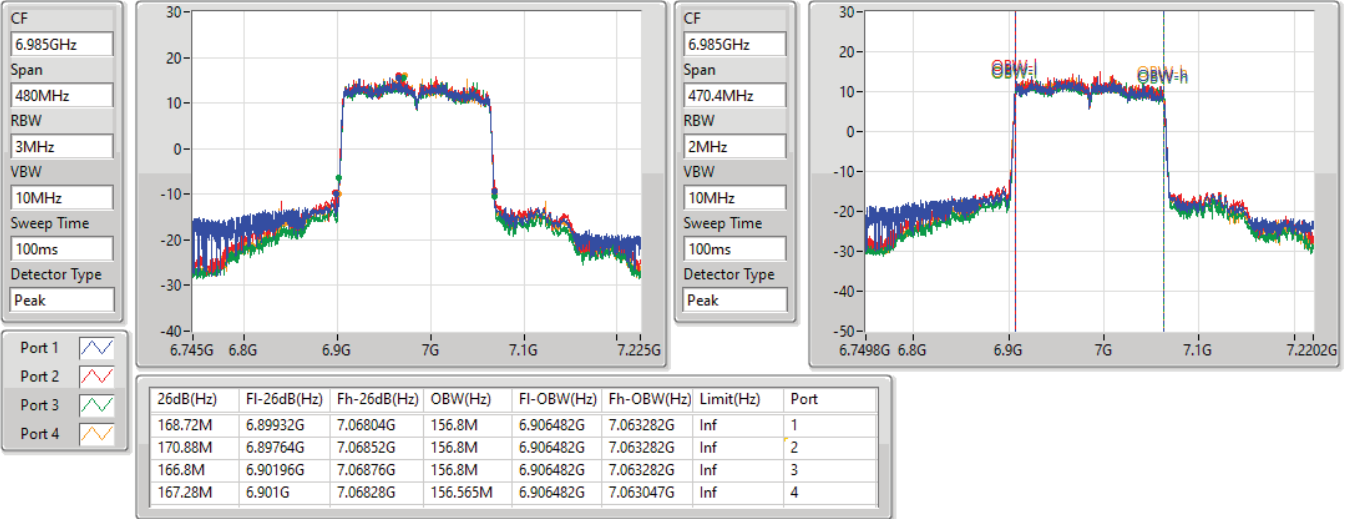 CF
6.985GHz
Span
480MHz
RBW
3MHz
VBW
10MHz
Sweep Time
100ms
Detector Type
Peak
30
20
10
0
-10
-20
-30
-40
6.745G 6.8G 6.9G 7G 7.1G 7.225G
CF
6.985GHz
Span
470.4MHz
RBW
2MHz
VBW
10MHz
Sweep Time
100ms
Detector Type
Peak
30
20
10
0
-10
-20
-30
-40
-50
OBW-l
OBW-h
6.7498G 6.8G 6.9G 7G 7.1G 7.2202G
Port 1
Port 2
Port 3
Port 4
26dB(Hz) Fl-26dB(Hz) Fh-26dB(Hz) OBW(Hz) Fl-OBW(Hz) Fh-OBW(Hz) Limit(Hz) Port
168.72M 6.89932G 7.06804G 156.8M 6.906482G 7.063282G Inf 1
170.88M 6.89764G 7.06852G 156.8M 6.906482G 7.063282G Inf 2
166.8M 6.90196G 7.06876G 156.8M 6.906482G 7.063282G Inf 3
167.28M 6.901G 7.06828G 156.565M 6.906482G 7.063047G Inf 4